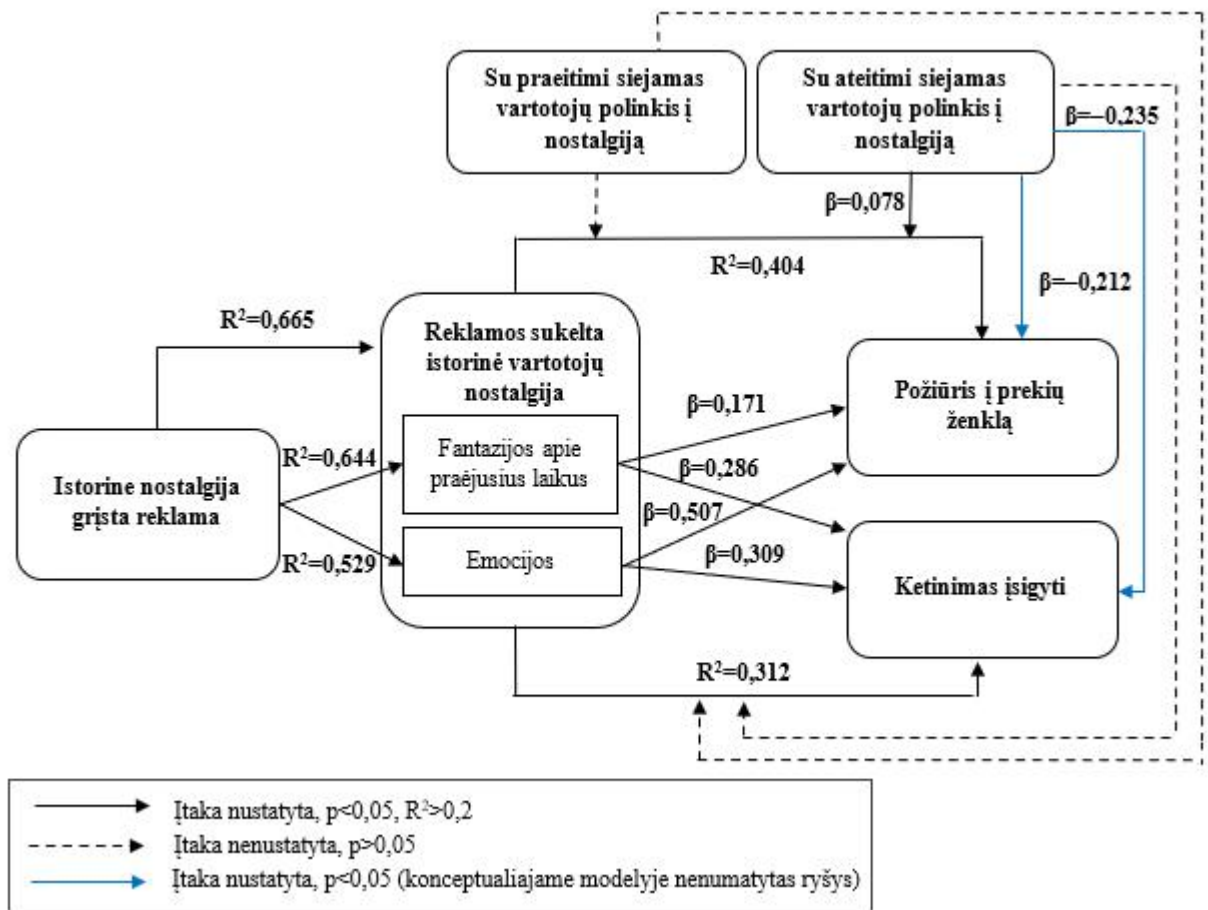 Su praeitimi siejamas
vartotojų polinkis į
nostalgiją
Su ateitimi siejamas
vartotojų polinkis į
nostalgiją
β=–0,235
β=0,078
R²=0,404
β=–0,212
R²=0,665
Reklamos sukelta
istorinė vartotojų
nostalgija
Požiūris į prekių
ženklą
β=0,171
Fantazijos apie
praėjusius laikus
R²=0,644
β=0,286
Istorine nostalgija
grįsta reklama
β=0,507
R²=0,529
Emocijos
β=0,309
Ketinimas įsigyti
R²=0,312
Įtaka nustatyta, p<0,05, R²>0,2
Įtaka nenustatyta, p>0,05
Įtaka nustatyta, p<0,05 (konceptualiajame modelyje nenumatytas ryšys)